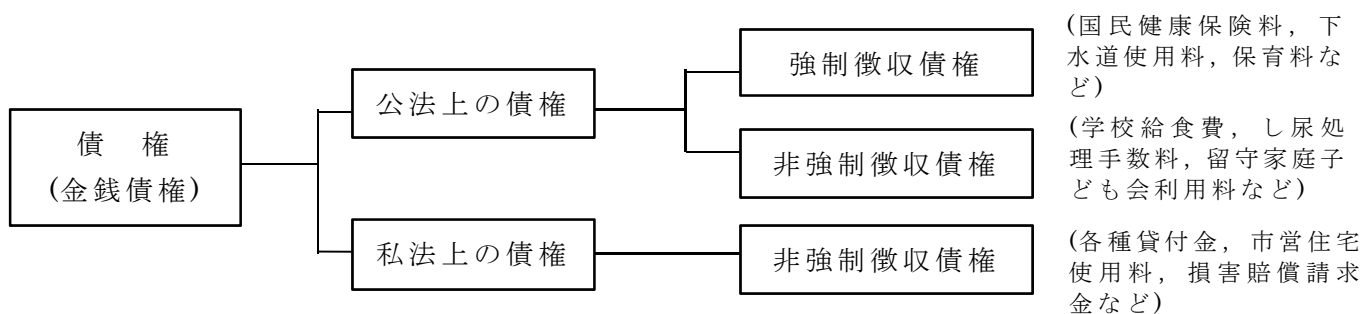 債　権
(金銭債権)
公法上の債権
私法上の債権
強制徴収債権
非強制徴収債権
非強制徴収債権
(国民健康保険料，下
水道使用料，保育料な
ど)
(学校給食費，し尿処
理手数料，留守家庭子
ども会利用料など)
(各種貸付金，市営住宅
使用料，損害賠償請求
金など)